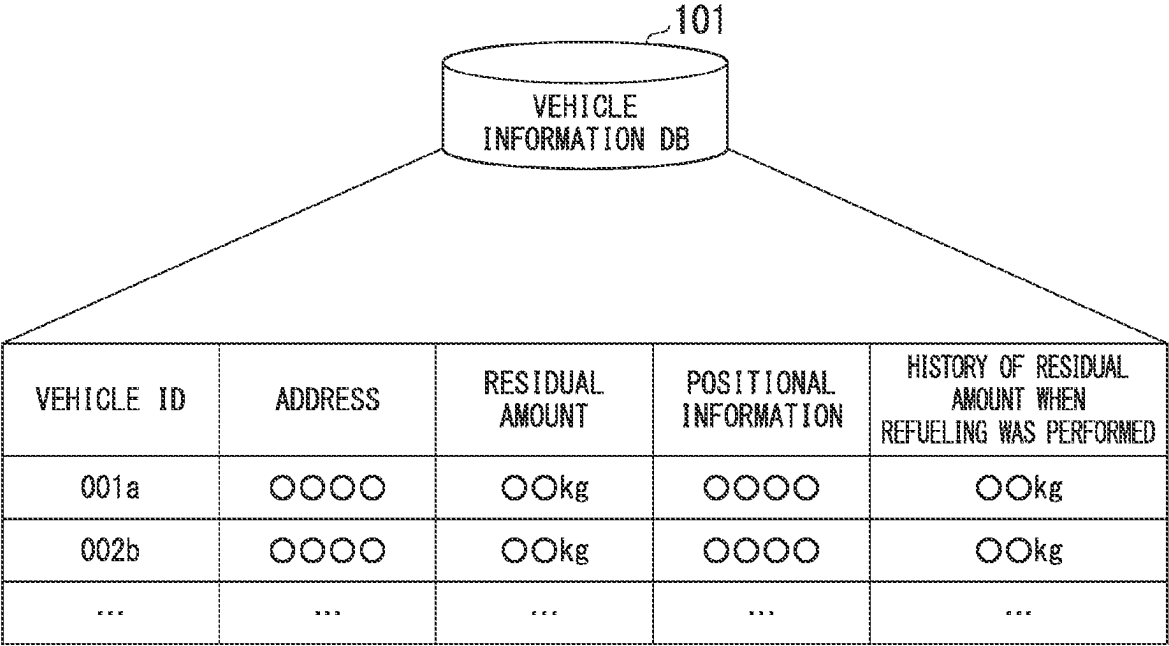 101
VEHICLE
INFORMATION DB
VEHICLE ID
ADDRESS
RESIDUAL
AMOUNT
POSITIONAL
INFORMATION
HISTORY OF RESIDUAL
AMOUNT WHEN
REFUELING WAS PERFORMED
001a
○○○○
○○kg
○○○○
○○kg
002b
○○○○
○○kg
○○○○
○○kg
...
...
...
...
...